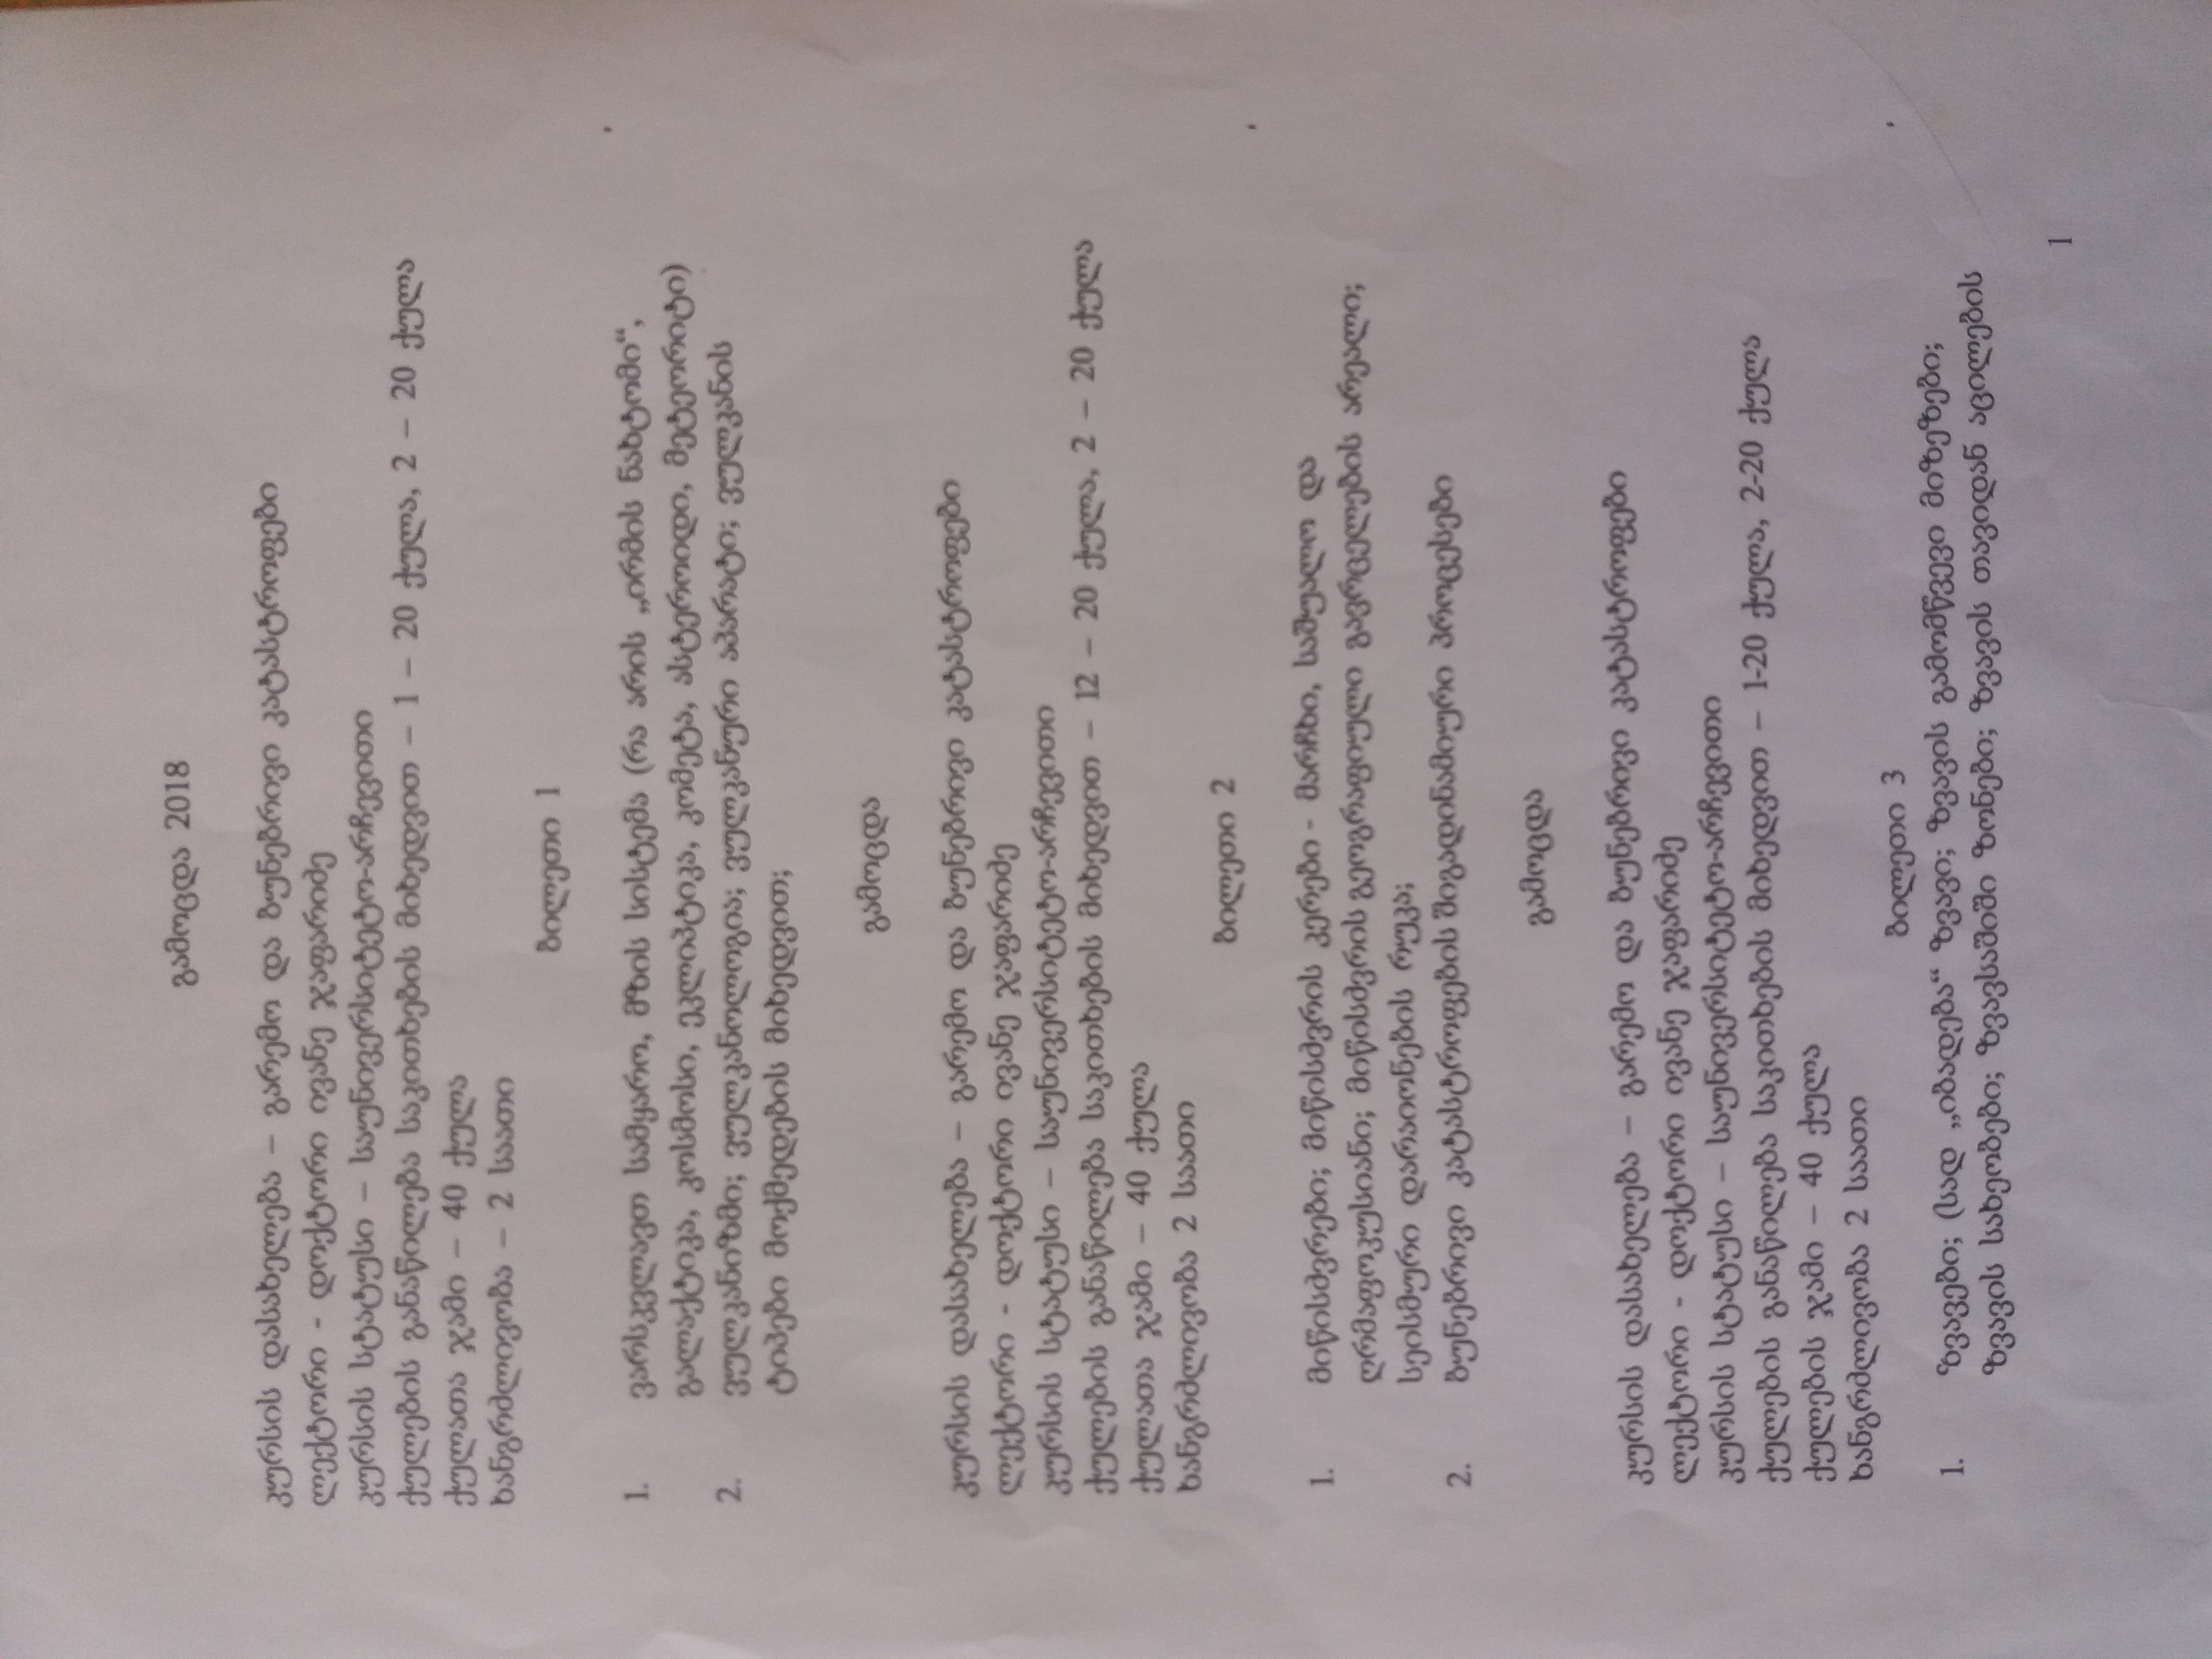 გამოცდა 2018
კურსის დასახელება – გარემო და ბუნებრივი კატასტროფები
ლექტორი - დოქტორი ივანე ჯაფარიძე
კურსის სტატუსი – საუნივერსიტეტო-არჩევითი
ქულების განაწილება საკითხების მიხედვით – 1 – 20 ქულა, 2 – 20 ქულა
ქულათა ჯამი – 40 ქულა
ხანგრძლივობა – 2 საათი
ბილეთი 1
1. ვარსკვლავთ სამყარო, მზის სისტემა (რა არის „ირმის ნახტომი“,
გალაქტიკა, კოსმოსი, ეკლიპტიკა, კომეტა, ასტეროიდი, მეტეორიტი)
2. ვულკანიზმი; ვულკანოლოგია; ვულკანური აპარატი; ვულკანის
ტიპები მოქმედების მიხედვით;
გამოცდა
კურსის დასახელება – გარემო და ბუნებრივი კატასტროფები
ლექტორი - დოქტორი ივანე ჯაფარიძე
კურსის სტატუსი – საუნივერსიტეტო-არჩევითი
ქულების განაწილება საკითხების მიხედვით – 12 – 20 ქულა, 2 – 20 ქულა
ქულათა ჯამი – 40 ქულა
ხანგრძლივობა 2 საათი
ბილეთი 2
1. მიწისძვრები; მიწისძვრის კერები - მარჩხი, საშუალო და
ღრმაფოკუსიანი; მიწისძვრის გეოგრაფიული გავრცელების არეალი;
სეისმური დარაიონების რუკა;
2. ბუნებრივი კატასტროფების შიგადინამიური პროცესები
გამოცდა
კურსის დასახელება – გარემო და ბუნებრივი კატასტროფები
ლექტორი - დოქტორი ივანე ჯაფარიძე
კურსის სტატუსი – საუნივერსიტეტო-არჩევითი
ქულების განაწილება საკითხების მიხედვით – 1-20 ქულა, 2-20 ქულა
ქულების ჯამი – 40 ქულა
ხანგრძლივობა 2 საათი
ბილეთი 3
1. ზვავები; (სად „იბადება“ ზვავი; ზვავის გამომწვევი მიზეზები;
ზვავის სახეობები; ზვავსაშიში ზონები; ზვავის თავიდან აცილების
1